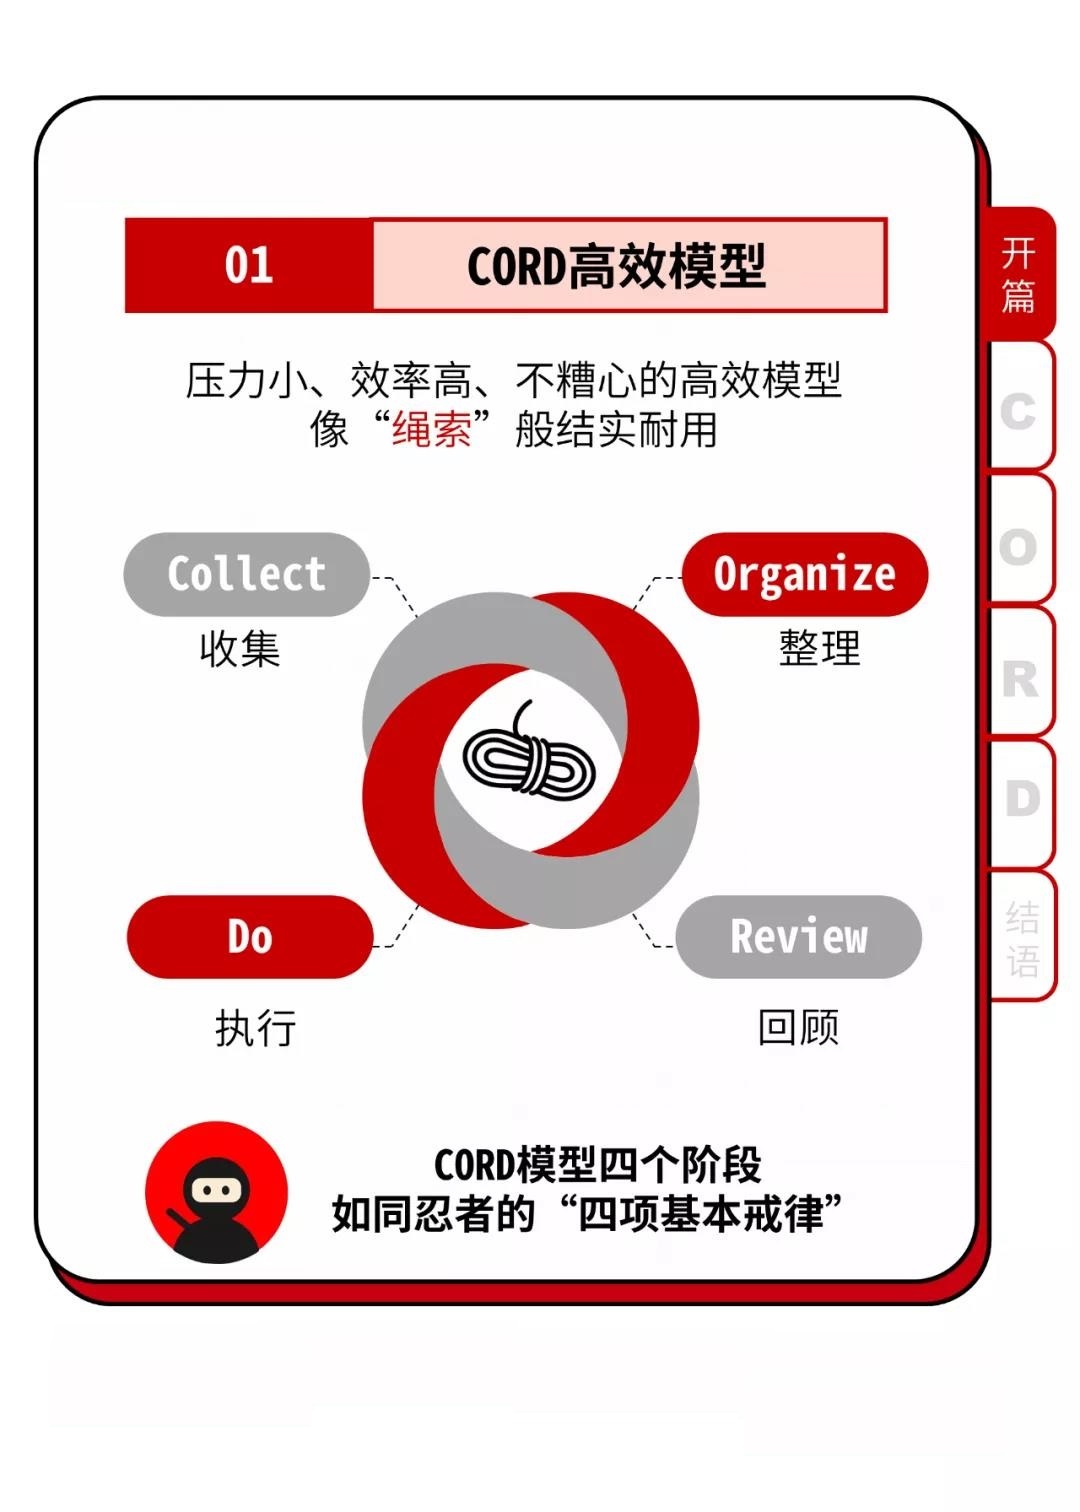 01
CORD高效模型
压力小、效率高、不糟心的高效模型
像“绳索”般结实耐用
Collect
收集
Organize
整理
Do
执行
Review
回顾
CORD模型四个阶段
如同忍者的“四项基本戒律”
开
篇
C
O
R
D
结
语